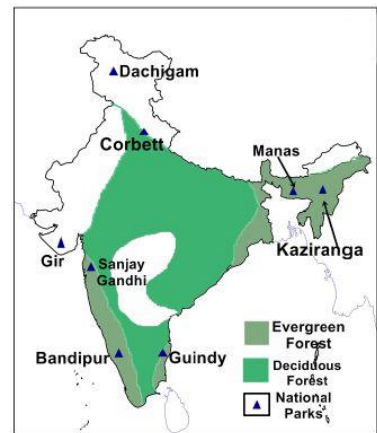 Dachigam
Corbett
Manas
Kaziranga
Gir
Sanjay
Gandhi
Bandipur
Guindy
Evergreen
Forest
Deciduous
Forest
National
Parks